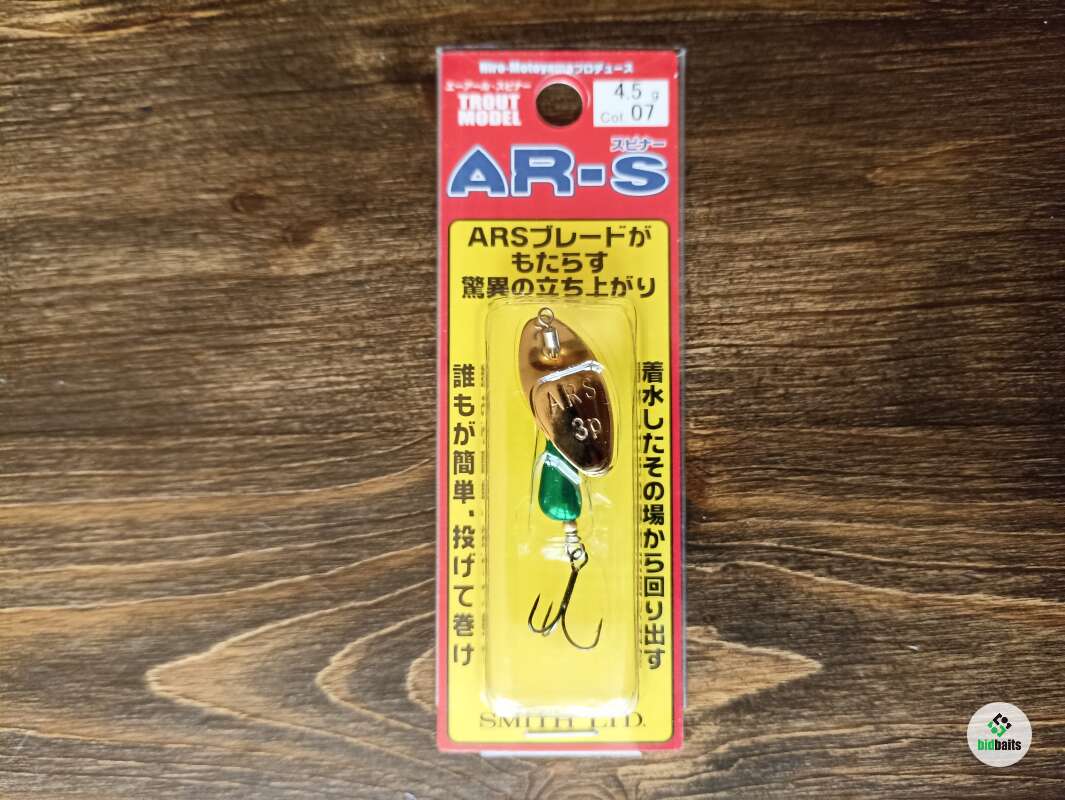 Hiro-Motoyamaプロデュース
エーアール・スピナー
TROUT
MODEL
4.5 g
Col. 07
スピナー
AR-S
ARSブレードが
もたらす
驚異の立ち上がり
着水したその場から回り出す
誰もが簡単、投げて巻け
ARS
3p
SMITH LTD.
bidbaits